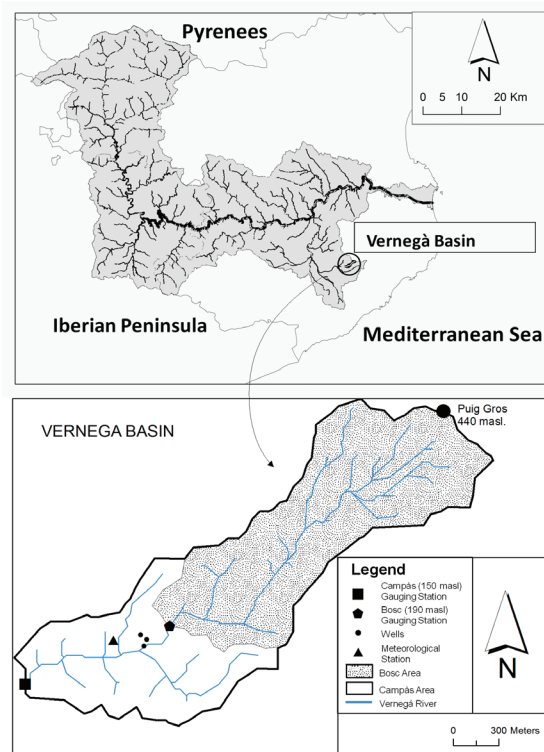 Pyrenees
N
0 5 10 20 Km
Vernegà Basin
Iberian Peninsula
Mediterranean Sea
VERNEGA BASIN
Puig Gros
440 masl.
Legend
Campàs (150 masl)
Gauging Station
Bosc (190 masl)
Gauging Station
Wells
Meteorological
Station
Bosc Area
Campàs Area
Vernegà River
N
0 300 Meters